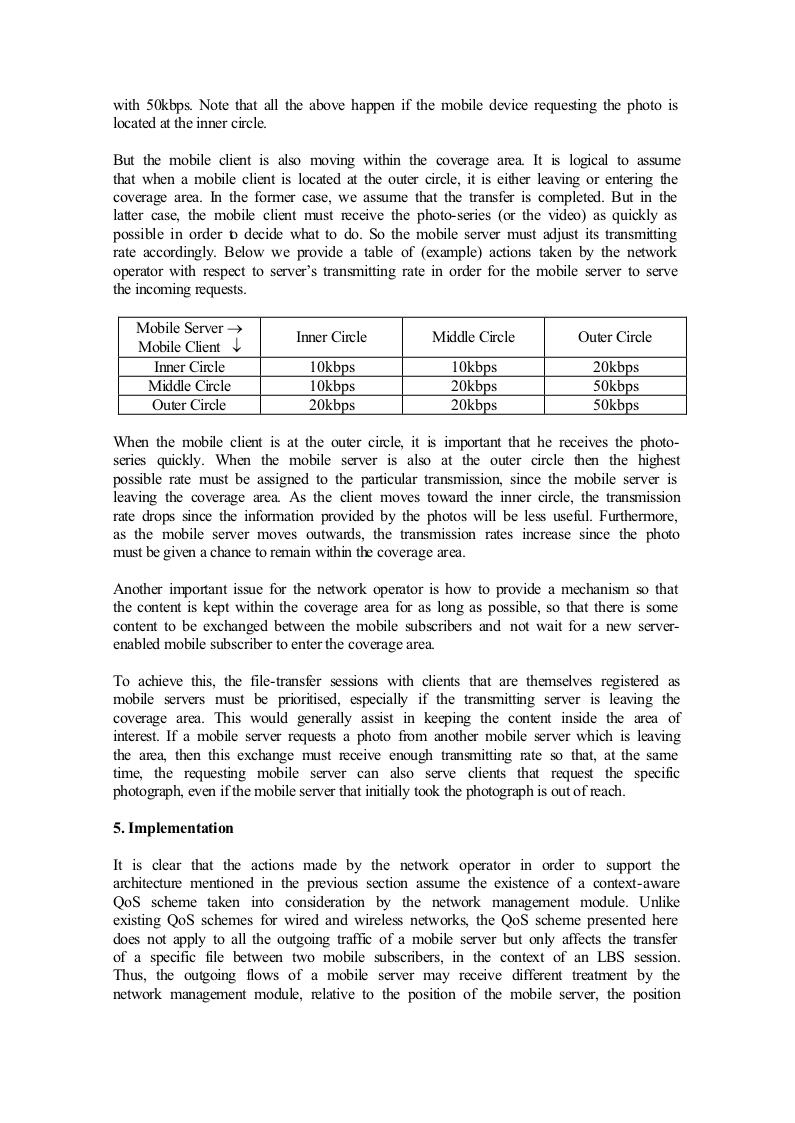 with 50kbps. Note that all the above happen if the mobile device requesting the photo is
located at the inner circle.
But the mobile client is also moving within the coverage area. It is logical to assume
that when a mobile client is located at the outer circle, it is either leaving or entering the
coverage area. In the former case, we assume that the transfer is completed. But in the
latter case, the mobile client must receive the photo-series (or the video) as quickly as
possible in order to decide what to do. So the mobile server must adjust its transmitting
rate accordingly. Below we provide a table of (example) actions taken by the network
operator with respect to server's transmitting rate in order for the mobile server to serve
the incoming requests.
Mobile Server →
Mobile Client ↓
Inner Circle Middle Circle Outer Circle
Inner Circle 10kbps 10kbps 20kbps
Middle Circle 10kbps 20kbps 50kbps
Outer Circle 20kbps 20kbps 50kbps
When the mobile client is at the outer circle, it is important that he receives the photo-
series quickly. When the mobile server is also at the outer circle then the highest
possible rate must be assigned to the particular transmission, since the mobile server is
leaving the coverage area. As the client moves toward the inner circle, the transmission
rate drops since the information provided by the photos will be less useful. Furthermore,
as the mobile server moves outwards, the transmission rates increase since the photo
must be given a chance to remain within the coverage area.
Another important issue for the network operator is how to provide a mechanism so that
the content is kept within the coverage area for as long as possible, so that there is some
content to be exchanged between the mobile subscribers and not wait for a new server-
enabled mobile subscriber to enter the coverage area.
To achieve this, the file-transfer sessions with clients that are themselves registered as
mobile servers must be prioritised, especially if the transmitting server is leaving the
coverage area. This would generally assist in keeping the content inside the area of
interest. If a mobile server requests a photo from another mobile server which is leaving
the area, then this exchange must receive enough transmitting rate so that, at the same
time, the requesting mobile server can also serve clients that request the specific
photograph, even if the mobile server that initially took the photograph is out of reach.
5. Implementation
It is clear that the actions made by the network operator in order to support the
architecture mentioned in the previous section assume the existence of a context-aware
QoS scheme taken into consideration by the network management module. Unlike
existing QoS schemes for wired and wireless networks, the QoS scheme presented here
does not apply to all the outgoing traffic of a mobile server but only affects the transfer
of a specific file between two mobile subscribers, in the context of an LBS session.
Thus, the outgoing flows of a mobile server may receive different treatment by the
network management module, relative to the position of the mobile server, the position